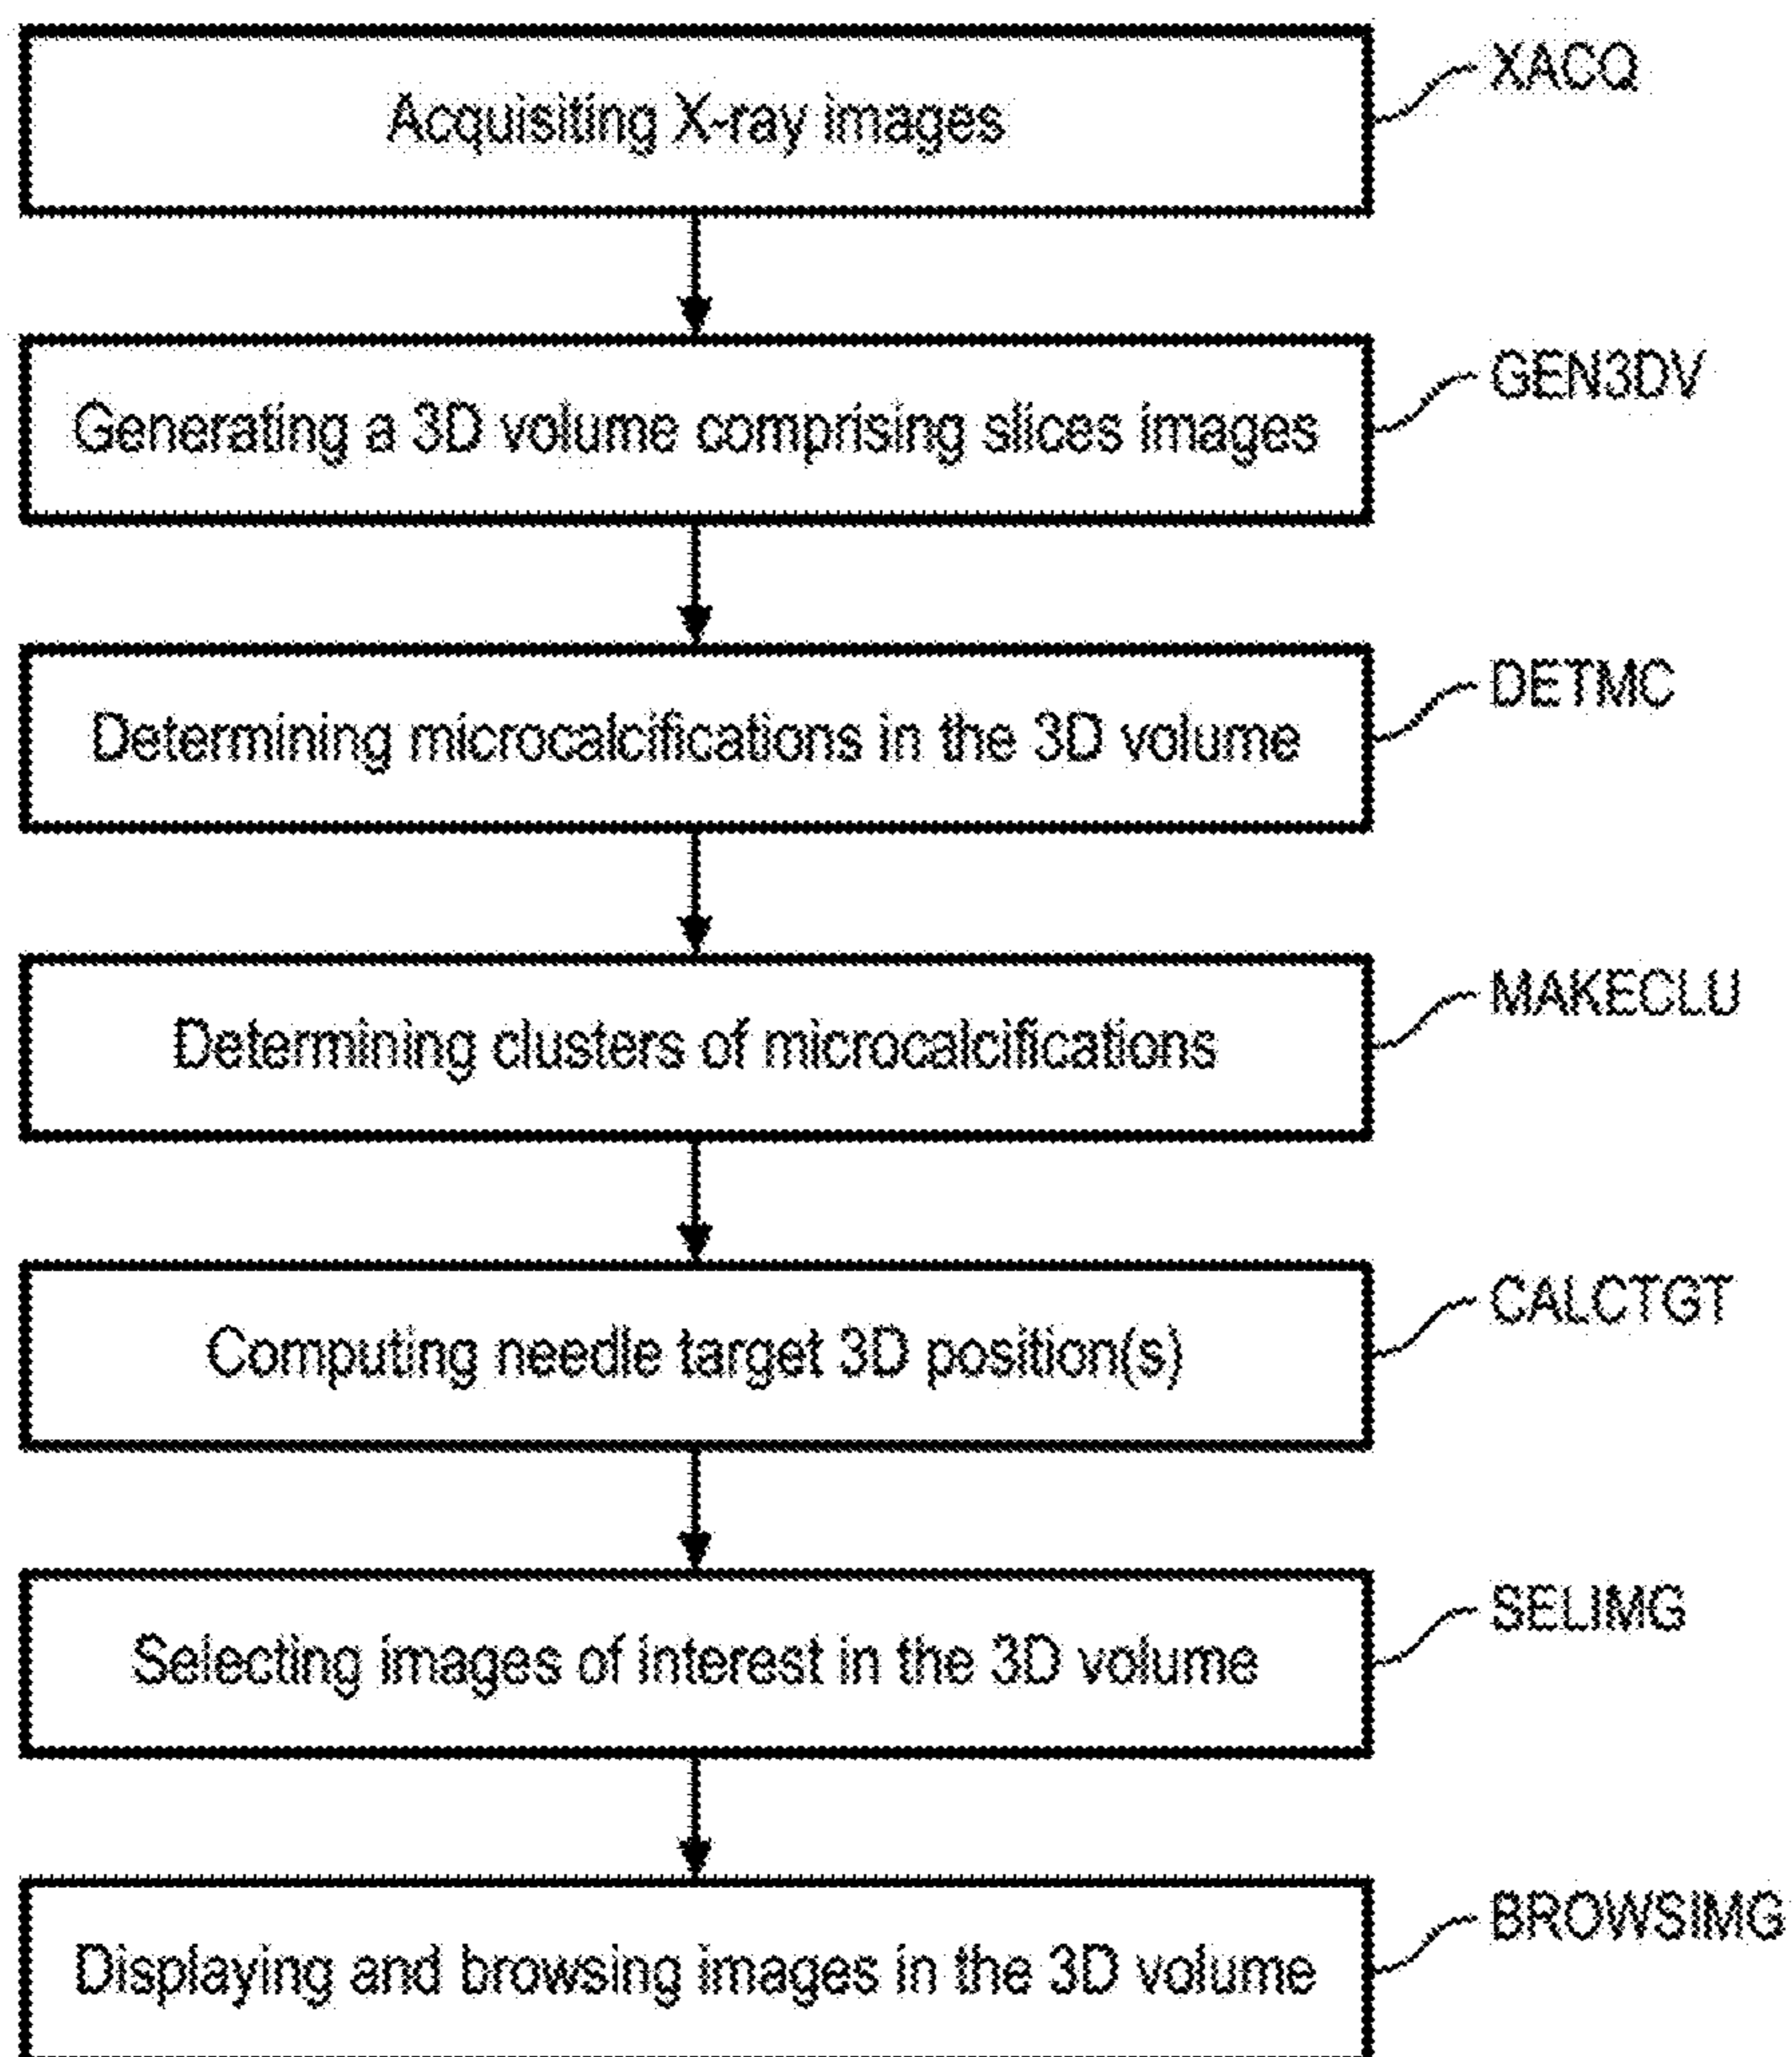 Acquisiting X-ray images
XACQ
Generating a 3D volume comprising slices images
GEN3DV
Determining microcalcifications in the 3D volume
DETMC
Determining clusters of microcalcifications
MAKECLU
Computing needle target 3D position(s)
CALCTGT
Selecting images of interest in the 3D volume
SELIMG
Displaying and browsing images in the 3D volume
BROWSIMG